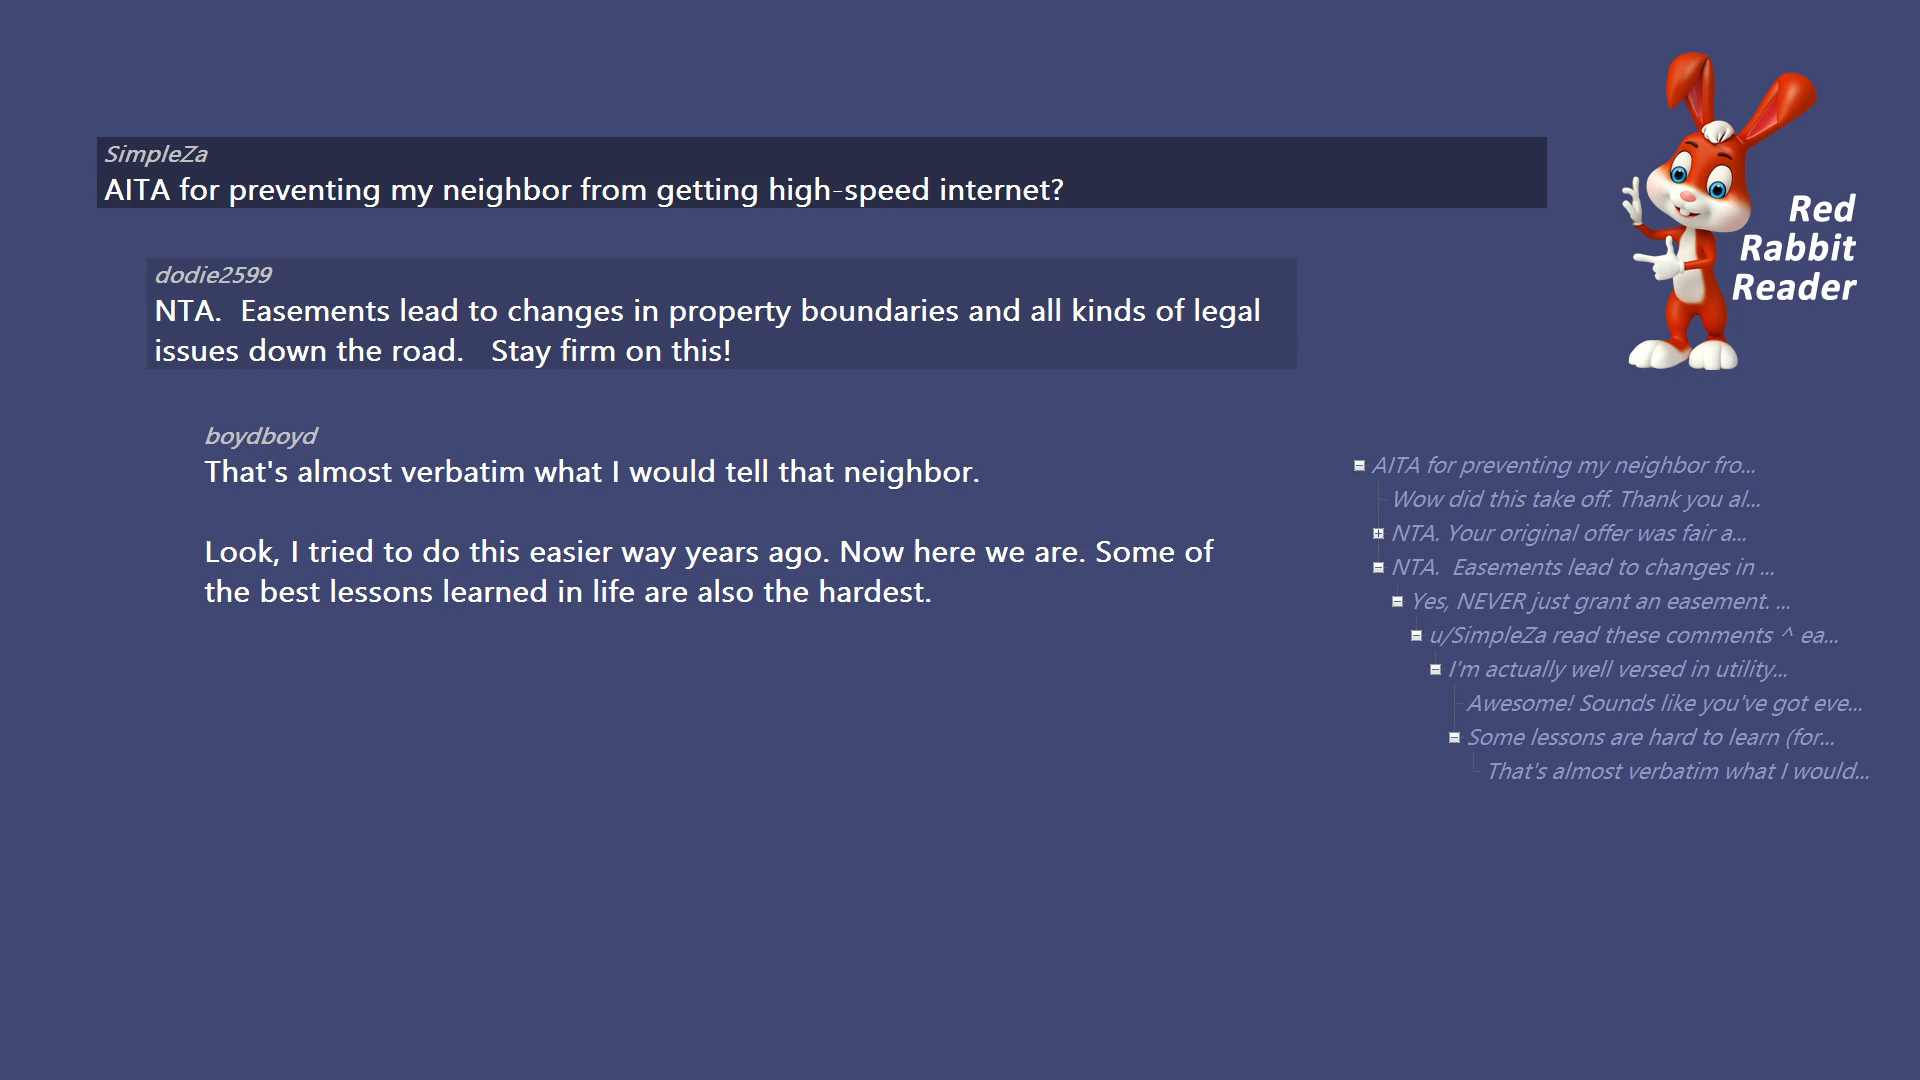 SimpleZa
AITA for preventing my neighbor from getting high-speed internet?
dodie2599
NTA.  Easements lead to changes in property boundaries and all kinds of legal
issues down the road.   Stay firm on this!
boydboyd
That's almost verbatim what I would tell that neighbor.
Look, I tried to do this easier way years ago. Now here we are. Some of
the best lessons learned in life are also the hardest.
Red
Rabbit
Reader
AITA for preventing my neighbor fro...
Wow did this take off. Thank you al...
NTA. Your original offer was fair a...
NTA.  Easements lead to changes in ...
Yes, NEVER just grant an easement. ...
u/SimpleZa read these comments ^ ea...
I'm actually well versed in utility...
Awesome! Sounds like you've got eve...
Some lessons are hard to learn (for...
That's almost verbatim what I would...